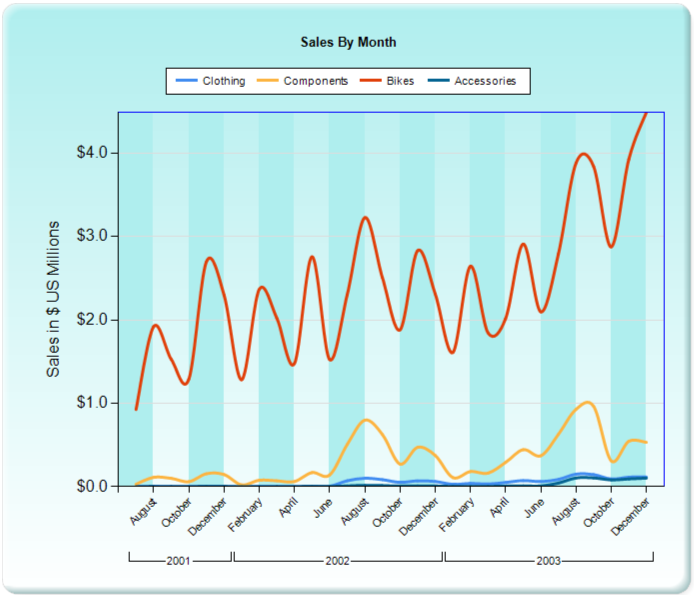 Sales By Month
Clothing Components Bikes Accessories
Sales in $ US Millions
$4.0
$3.0
$2.0
$1.0
$0.0
August October December February April June August October December February April June August October December
2001 2002 2003